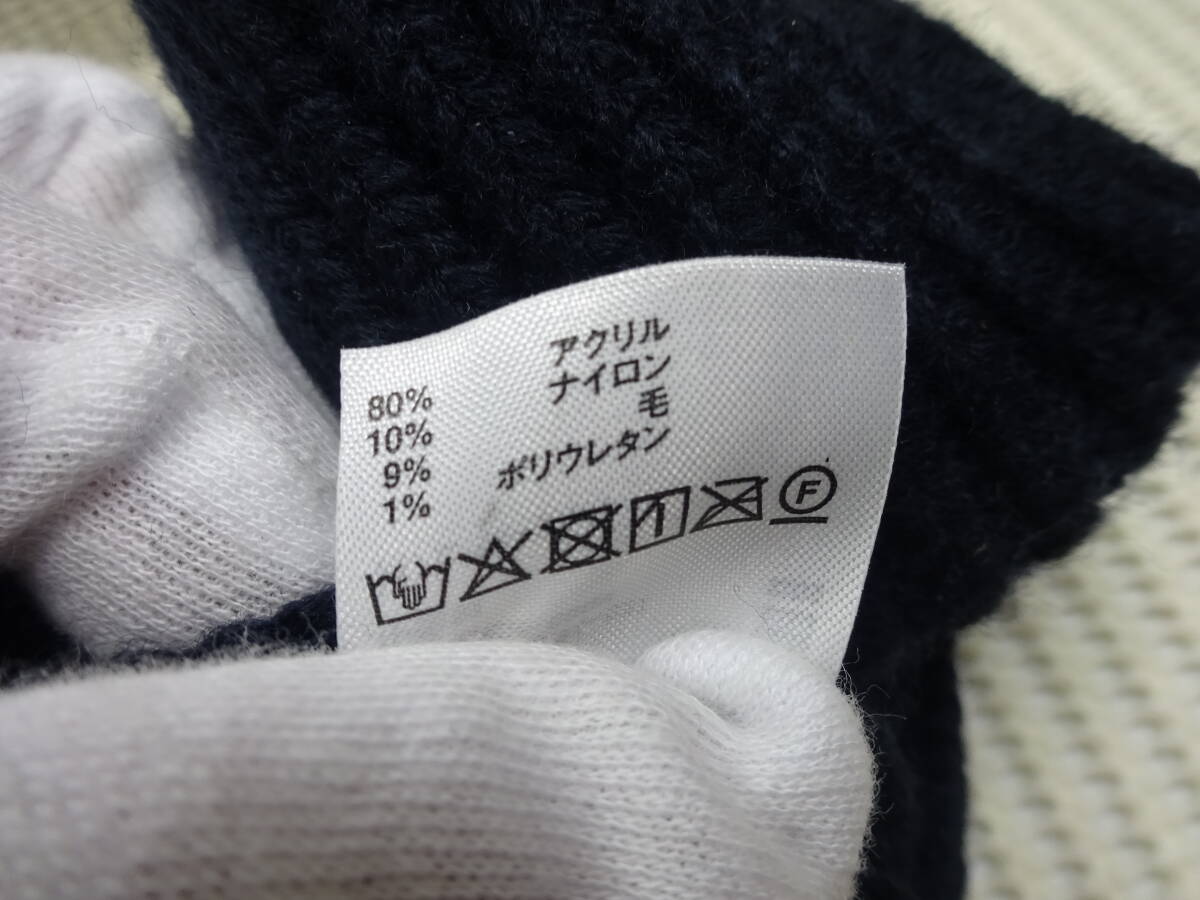 80% アクリル
10% ナイロン
9% 毛
1% ポリウレタン
F